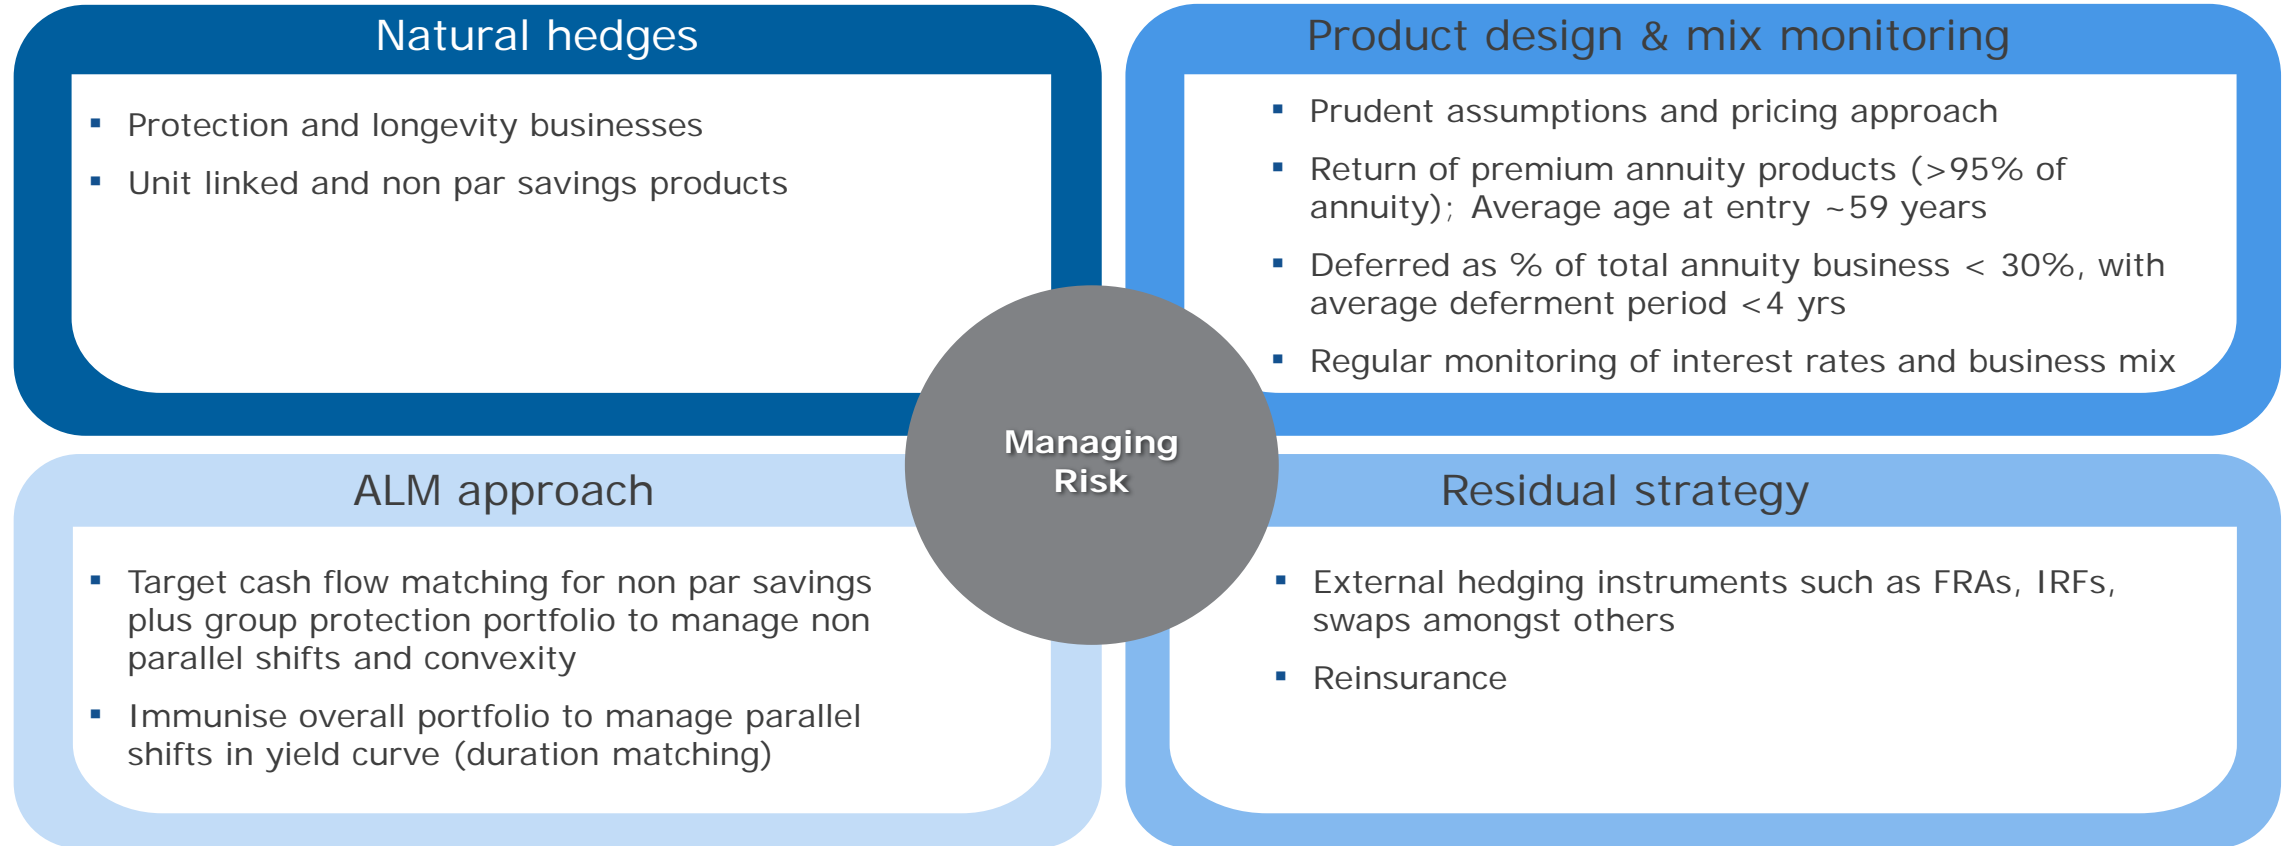 Natural hedges
▪ Protection and longevity businesses
▪ Unit linked and non par savings products
Product design & mix monitoring
▪ Prudent assumptions and pricing approach
▪ Return of premium annuity products (>95% of
annuity); Average age at entry ~59 years
▪ Deferred as % of total annuity business < 30%, with
average deferment period <4 yrs
▪ Regular monitoring of interest rates and business mix
Managing
Risk
ALM approach
▪ Target cash flow matching for non par savings
plus group protection portfolio to manage non
parallel shifts and convexity
▪ Immunise overall portfolio to manage parallel
shifts in yield curve (duration matching)
Residual strategy
▪ External hedging instruments such as FRAs, IRFs,
swaps amongst others
▪ Reinsurance